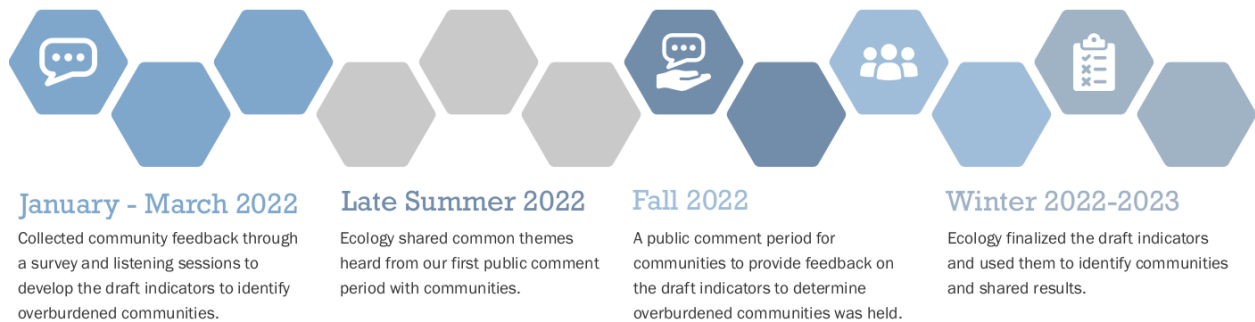 January - March 2022
Collected community feedback through
a survey and listening sessions to
develop the draft indicators to identify
overburdened communities.
Late Summer 2022
Ecology shared common themes
heard from our first public comment
period with communities.
Fall 2022
A public comment period for
communities to provide feedback on
the draft indicators to determine
overburdened communities was held.
Winter 2022-2023
Ecology finalized the draft indicators
and used them to identify communities
and shared results.